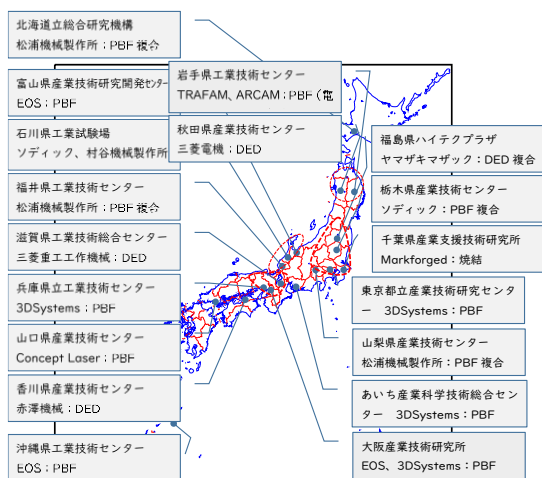 北海道立総合研究機構
松浦機械製作所；PBF 複合
富山県産業技術研究開発ｾﾝﾀｰ
EOS；PBF
石川県工業試験場
ソディック、村谷機械製作所
福井県工業技術センター
松浦機械製作所；PBF 複合
滋賀県工業技術総合センター
三菱重工工作機械；DED
兵庫県立工業技術センター
3DSystems；PBF
山口県産業技術センター
Concept Laser；PBF
香川県産業技術センター
赤澤機械；DED
沖縄県工業技術センター
EOS；PBF
岩手県工業技術センター
TRAFAM、ARCAM；PBF（電
秋田県産業技術センター
三菱電機；DED
福島県ハイテクプラザ
ヤマザキマザック：DED 複合
栃木県産業技術センター
ソディック：PBF 複合
千葉県産業支援技術研究所
Markforged：焼結
東京都立産業技術研究センタ
ー　3DSystems：PBF
山梨県産業技術センター
松浦機械製作所：PBF 複合
あいち産業科学技術総合セン
ター　3DSystems：PBF
大阪産業技術研究所
EOS、3DSystems：PBF